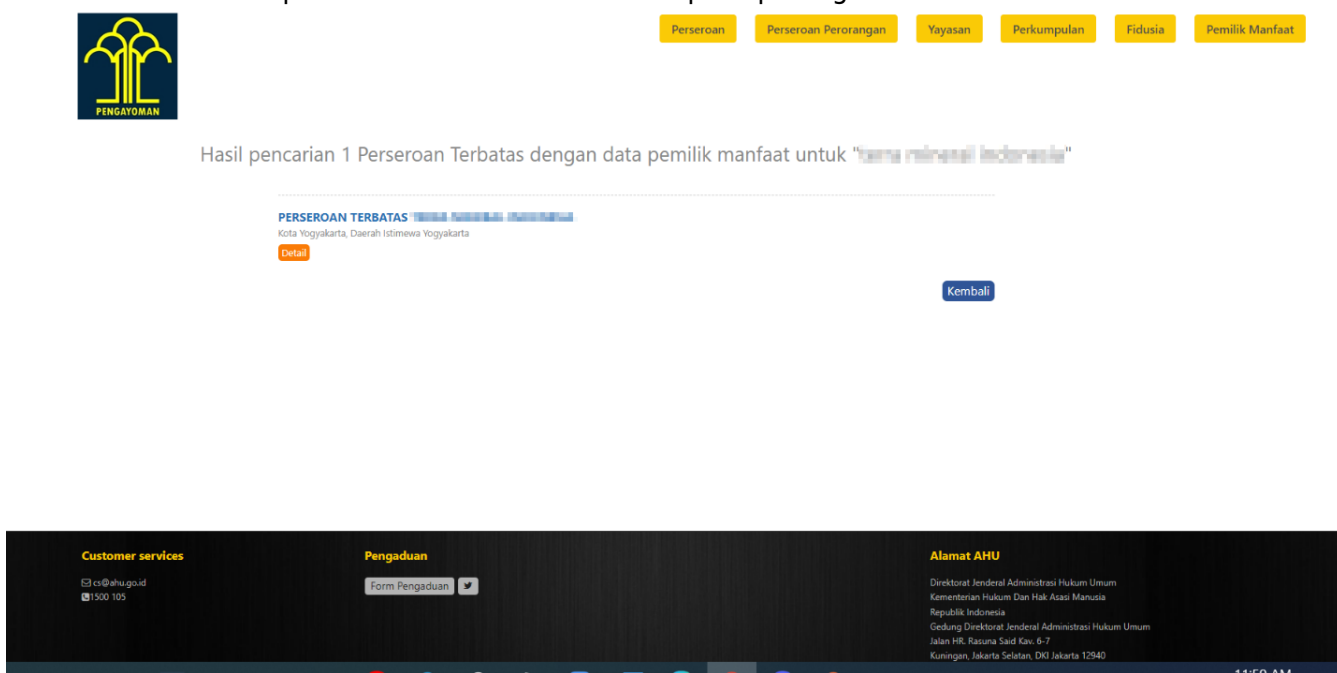 Perseroan
Perseroan Perorangan
Yayasan
Perkumpulan
Fidusia
Pemilik Manfaat
PENGAYOMAN
Hasil pencarian 1 Perseroan Terbatas dengan data pemilik manfaat untuk " "
PERSEROAN TERBATAS
Kota Yogyakarta, Daerah Istimewa Yogyakarta
Detail
Kembali
Customer services
cs@ahu.go.id
1500 105
Pengaduan
Form Pengaduan
Alamat AHU
Direktorat Jenderal Administrasi Hukum Umum
Kementerian Hukum Dan Hak Asasi Manusia
Republik Indonesia
Gedung Direktorat Jenderal Administrasi Hukum Umum
Jalan HR. Rasuna Said Kav. 6-7
Kuningan, Jakarta Selatan, DKI Jakarta 12940